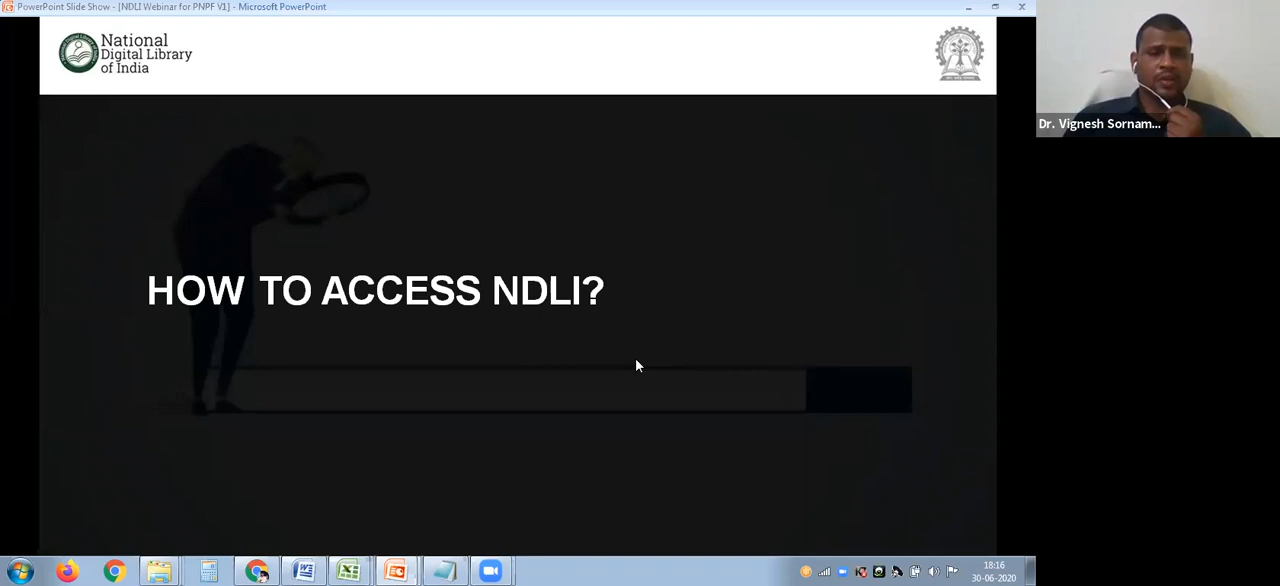 PowerPoint Slide Show - [NDLI Webinar for PNPF V1] - Microsoft PowerPoint
National
Digital Library
of India
Dr. Vignesh Sornam...
HOW TO ACCESS NDLI?
18:16
30-06-2020